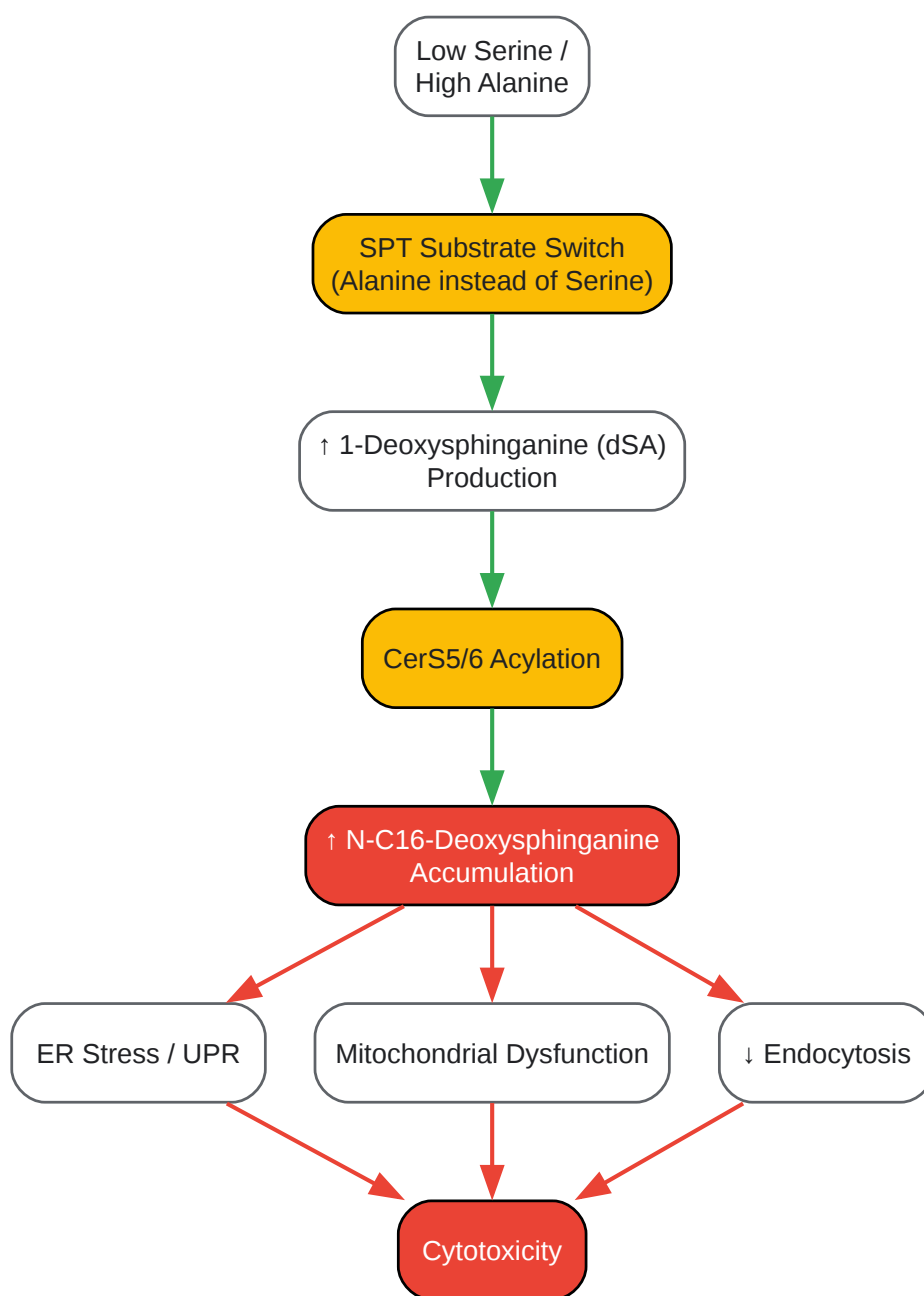 Low Serine /
High Alanine
SPT Substrate Switch
(Alanine instead of Serine)
↑ 1-Deoxysphinganine (dSA)
Production
CerS5/6 Acylation
↑ N-C16-Deoxysphinganine
Accumulation
ER Stress / UPR
Mitochondrial Dysfunction
↓ Endocytosis
Cytotoxicity